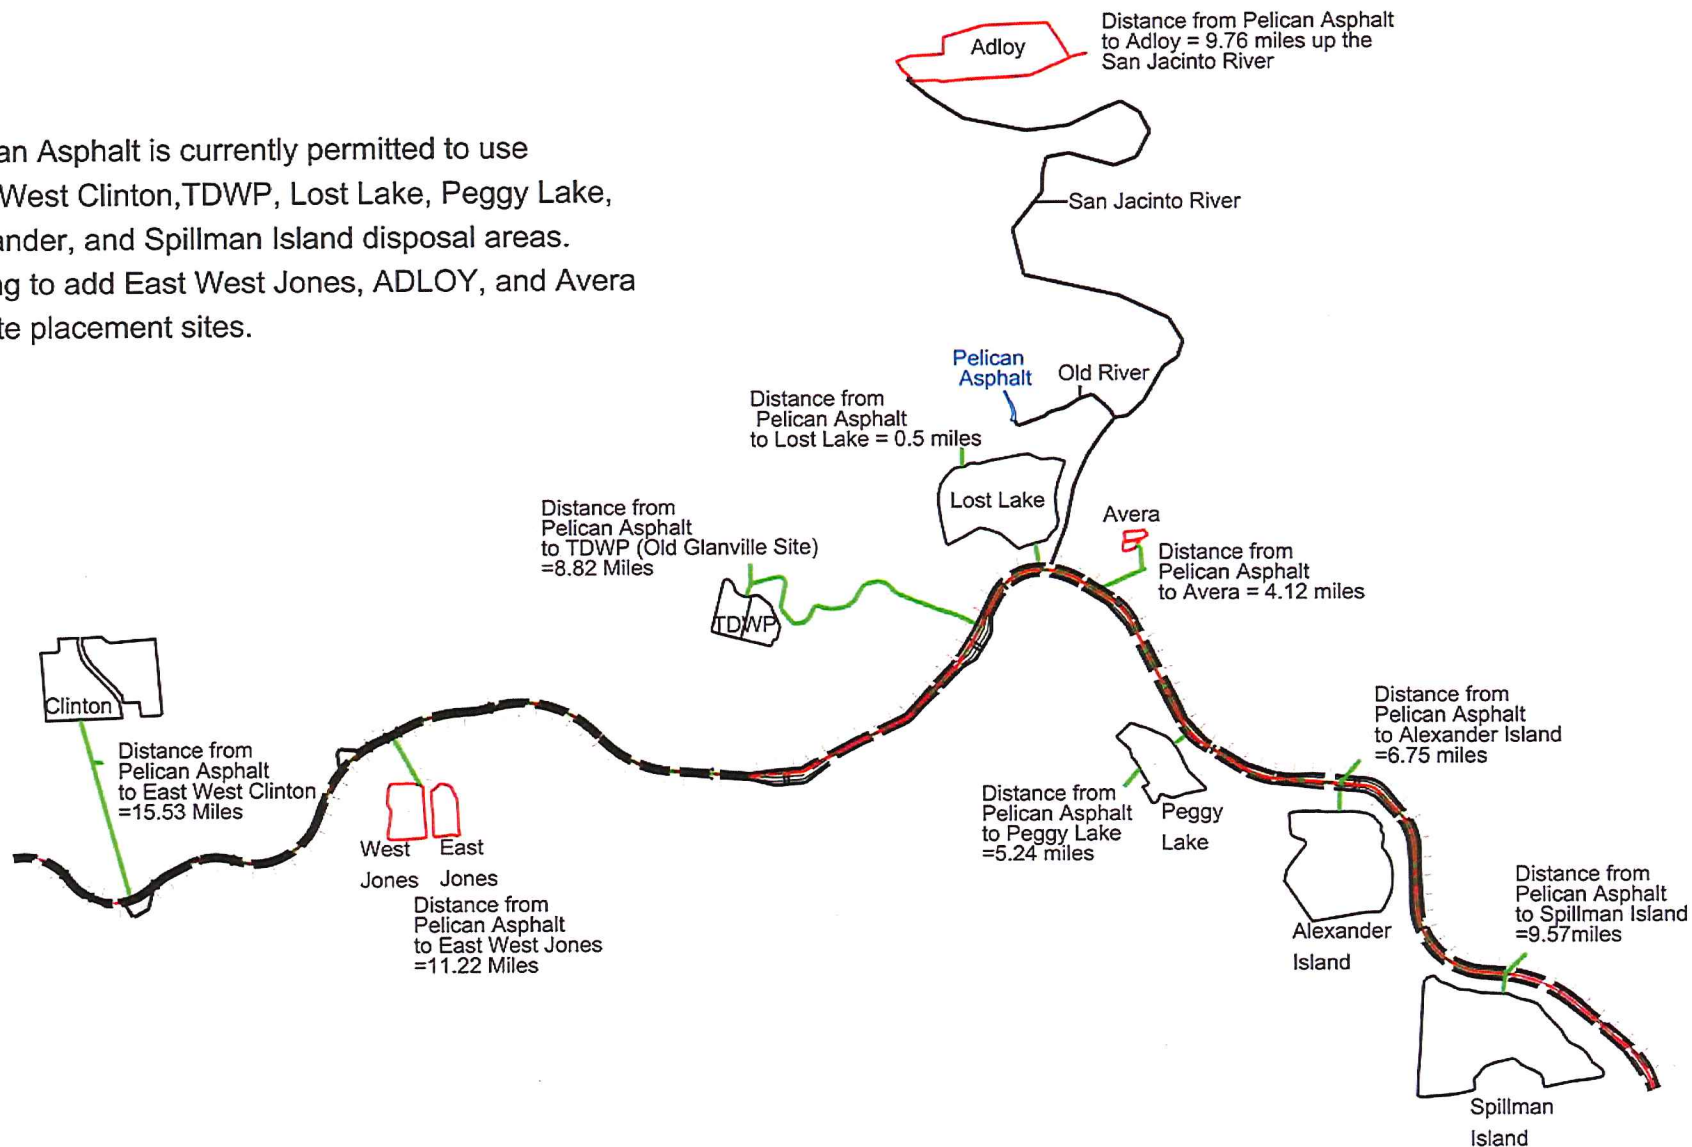 Distance from Pelican Asphalt
to Adloy = 9.76 miles up the
San Jacinto River
Adloy
an Asphalt is currently permitted to use
West Clinton,TDWP, Lost Lake, Peggy Lake,
ander, and Spillman Island disposal areas.
ng to add East West Jones, ADLOY, and Avera
te placement sites.
San Jacinto River
Pelican
Asphalt
Old River
Distance from
Pelican Asphalt
to Lost Lake = 0.5 miles
Lost Lake
Distance from
Pelican Asphalt
to TDWP (Old Glanville Site)
=8.82 Miles
TDWP
Avera
Distance from
Pelican Asphalt
to Avera = 4.12 miles
Clinton
Distance from
Pelican Asphalt
to East West Clinton
=15.53 Miles
West
Jones
East
Jones
Distance from
Pelican Asphalt
to East West Jones
=11.22 Miles
Distance from
Pelican Asphalt
to Peggy Lake
=5.24 miles
Peggy
Lake
Distance from
Pelican Asphalt
to Alexander Island
=6.75 miles
Alexander
Island
Distance from
Pelican Asphalt
to Spillman Island
=9.57miles
Spillman
Island